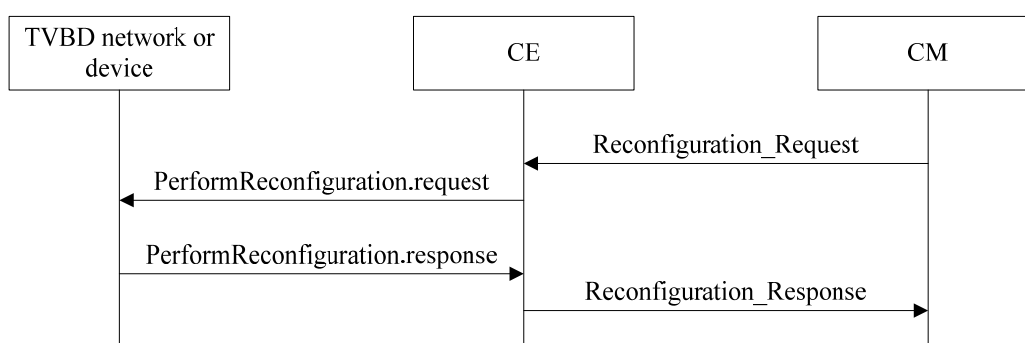 TVBD network or
device
CE
CM
Reconfiguration_Request
PerformReconfiguration.request
PerformReconfiguration.response
Reconfiguration_Response